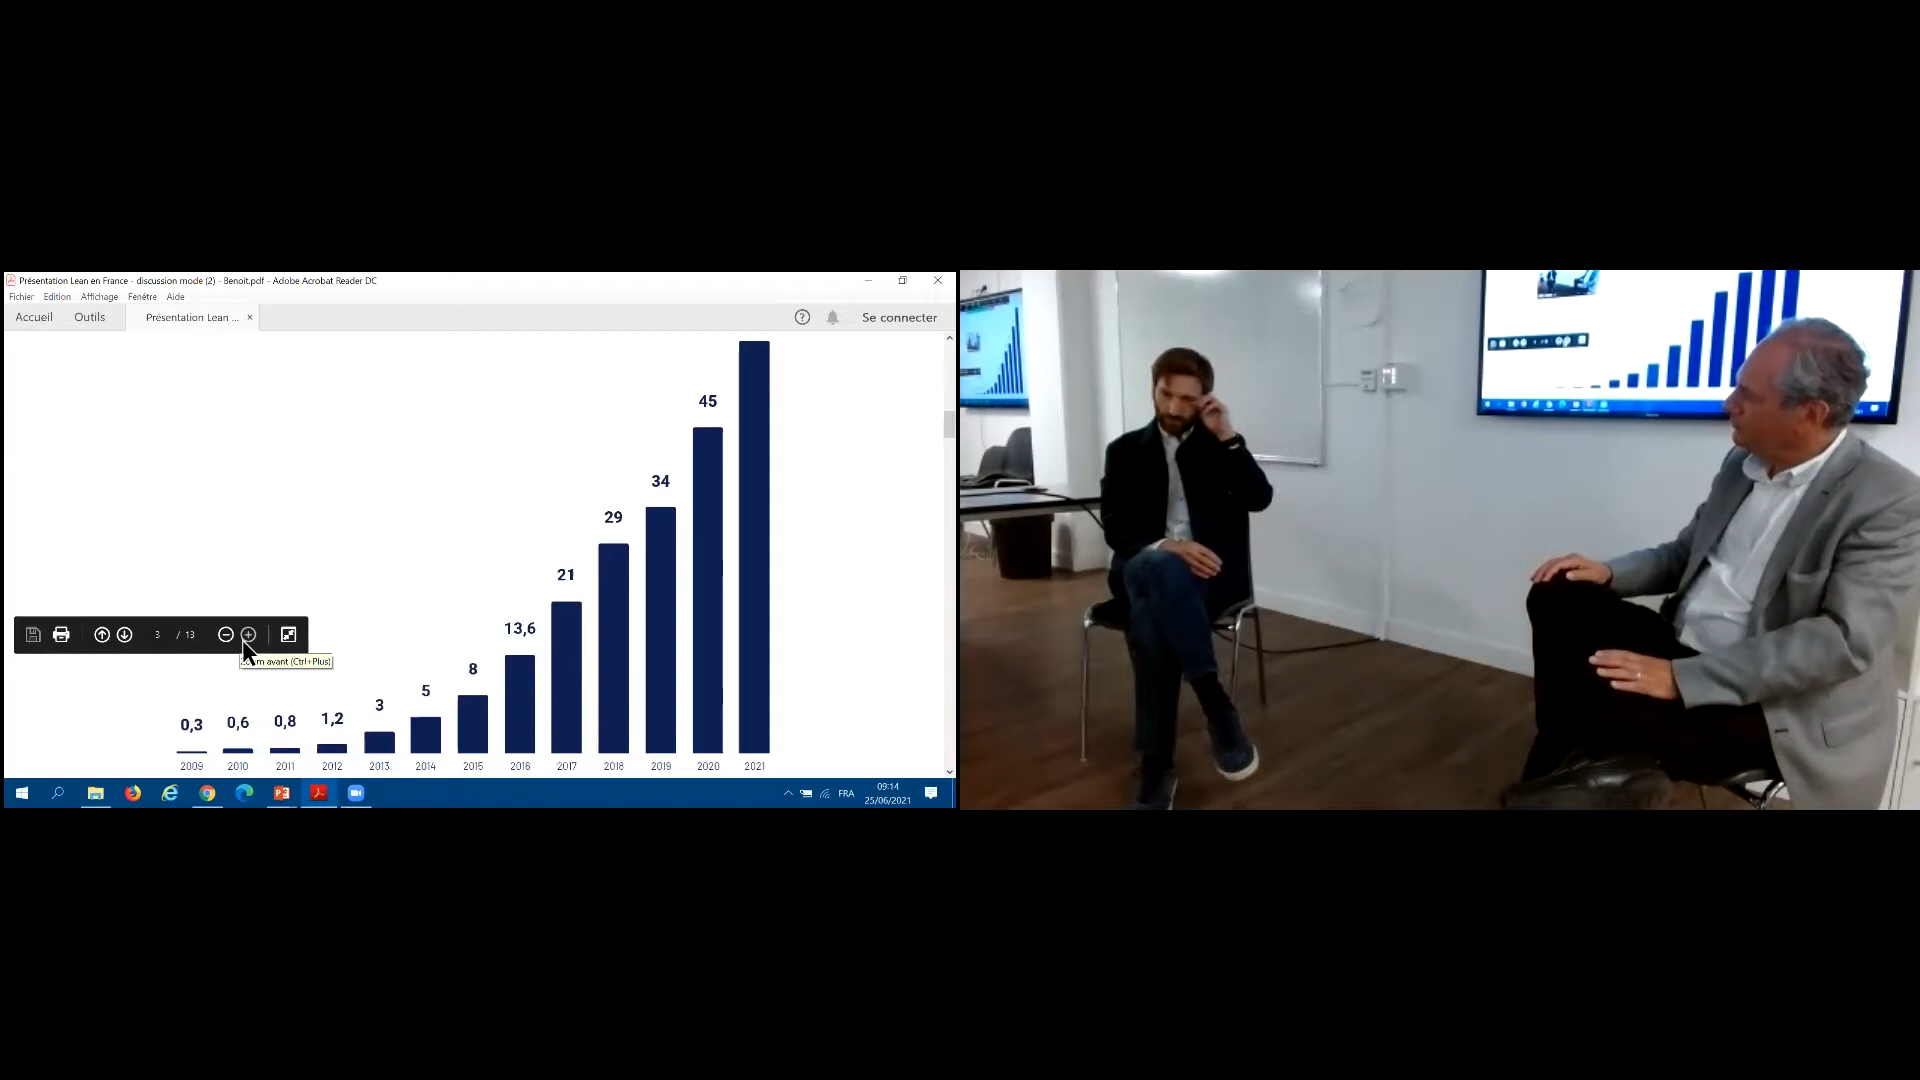 Présentation Lean en France - discussion mode (2) - Benoit.pdf - Adobe Acrobat Reader DC
Fichier Edition Affichage Fenêtre Aide
Accueil Outils Présentation Lean ... × Se connecter
45
34
29
21
13,6
8
5
3
1,2
0,8
0,6
0,3
3 / 13
m avant (Ctrl+Plus)
2009 2010 2011 2012 2013 2014 2015 2016 2017 2018 2019 2020 2021
FRA
09:14
25/06/2021